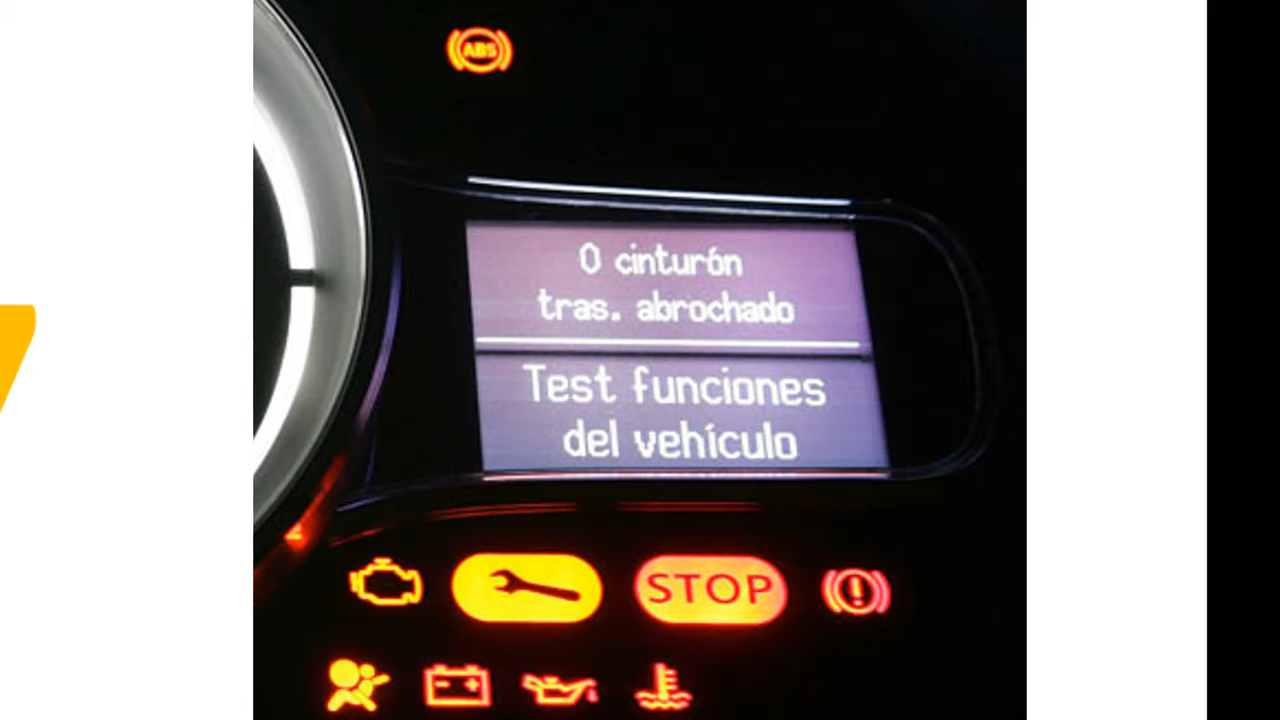 ABS
0 cinturón
tras. abrochado
Test funciones
del vehículo
STOP